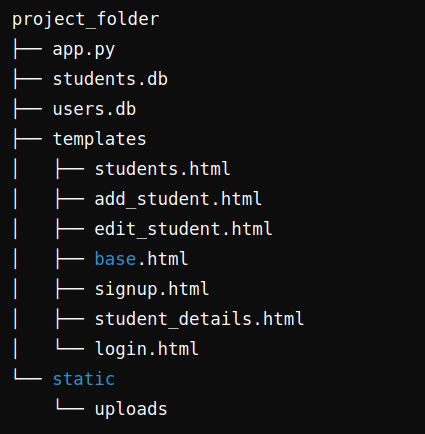 project_folder
├── app.py
├── students.db
├── users.db
├── templates
│   ├── students.html
│   ├── add_student.html
│   ├── edit_student.html
│   ├── base.html
│   ├── signup.html
│   ├── student_details.html
│   └── login.html
└── static
    └── uploads